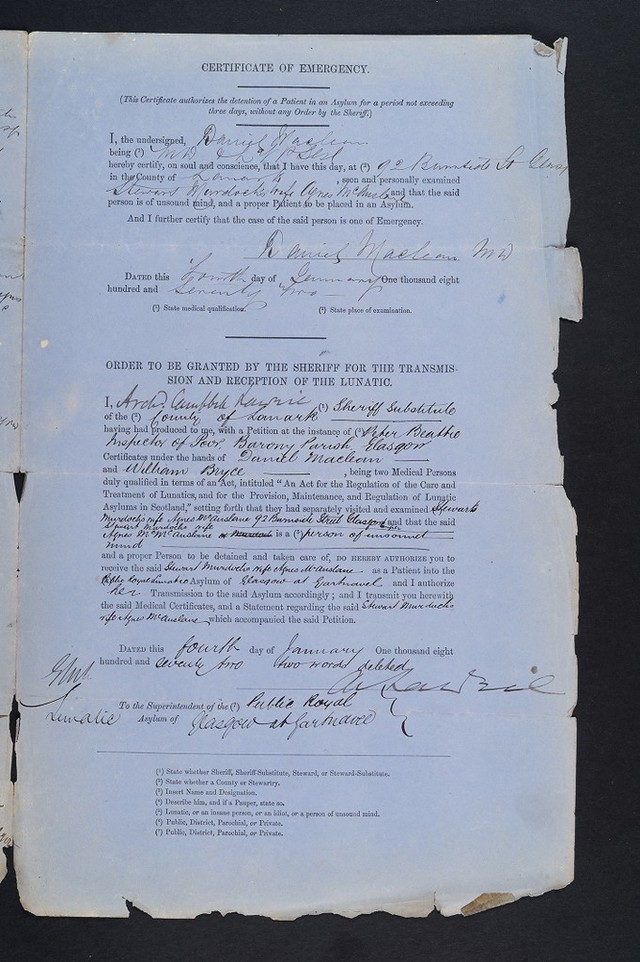 CERTIFICATE OF EMERGENCY.
(This Certificate authorizes the detention of a Patient in an Asylum for a period not exceeding
three days, without any Order by the Sheriff.)
I, the undersigned, Daniel Maclean
being (¹) M.D.
hereby certify, on soul and conscience, that I have this day, at (²) 92 Burnside St Glasg
in the County of Lanark, seen and personally examined
Stewart Murdochs wife Agnes McAuslane and that the said
person is of unsound mind, and a proper Patient to be placed in an Asylum.
And I further certify that the case of the said person is one of Emergency.
Daniel Maclean MD
DATED this Fourth day of January One thousand eight
hundred and Seventy two
(¹) State medical qualification. (²) State place of examination.
ORDER TO BE GRANTED BY THE SHERIFF FOR THE TRANSMIS-
SION AND RECEPTION OF THE LUNATIC.
I, Archd. Campbell Lawrie (¹) Sheriff Substitute
of the (²) County of Lanark
having had produced to me, with a Petition at the instance of (³) Peter Beattie
Inspector of Poor, Barony Parish, Glasgow
Certificates under the hands of Daniel Maclean
and William Bryce, being two Medical Persons
duly qualified in terms of an Act, intituled "An Act for the Regulation of the Care and
Treatment of Lunatics, and for the Provision, Maintenance, and Regulation of Lunatic
Asylums in Scotland," setting forth that they had separately visited and examined (⁴) Stewart
Murdochs wife Agnes McAuslane 92 Burnside Street Glasgow and that the said
Stewart Murdochs wife
Agnes McAuslane or Murdoch is a (⁵) person of unsound
mind
and a proper Person to be detained and taken care of, DO HEREBY AUTHORIZE you to
receive the said Stewart Murdochs wife Agnes McAuslane as a Patient into the
(⁶) Public Royal Lunatic Asylum of Glasgow at Gartnavel and I authorize
her Transmission to the said Asylum accordingly; and I transmit you herewith
the said Medical Certificates, and a Statement regarding the said Stewart Murdochs
wife Agnes McAuslane, which accompanied the said Petition.
DATED this fourth day of January One thousand eight
hundred and seventy two two words deleted
A C Lawrie
To the Superintendent of the (⁷) Public Royal
Lunatic Asylum of Glasgow at Gartnavel
(¹) State whether Sheriff, Sheriff-Substitute, Steward, or Steward-Substitute.
(²) State whether a County or Stewartry.
(³) Insert Name and Designation.
(⁴) Describe him, and if a Pauper, state so.
(⁵) Lunatic, or an insane person, or an idiot, or a person of unsound mind.
(⁶) Public, District, Parochial, or Private.
(⁷) Public, District, Parochial, or Private.